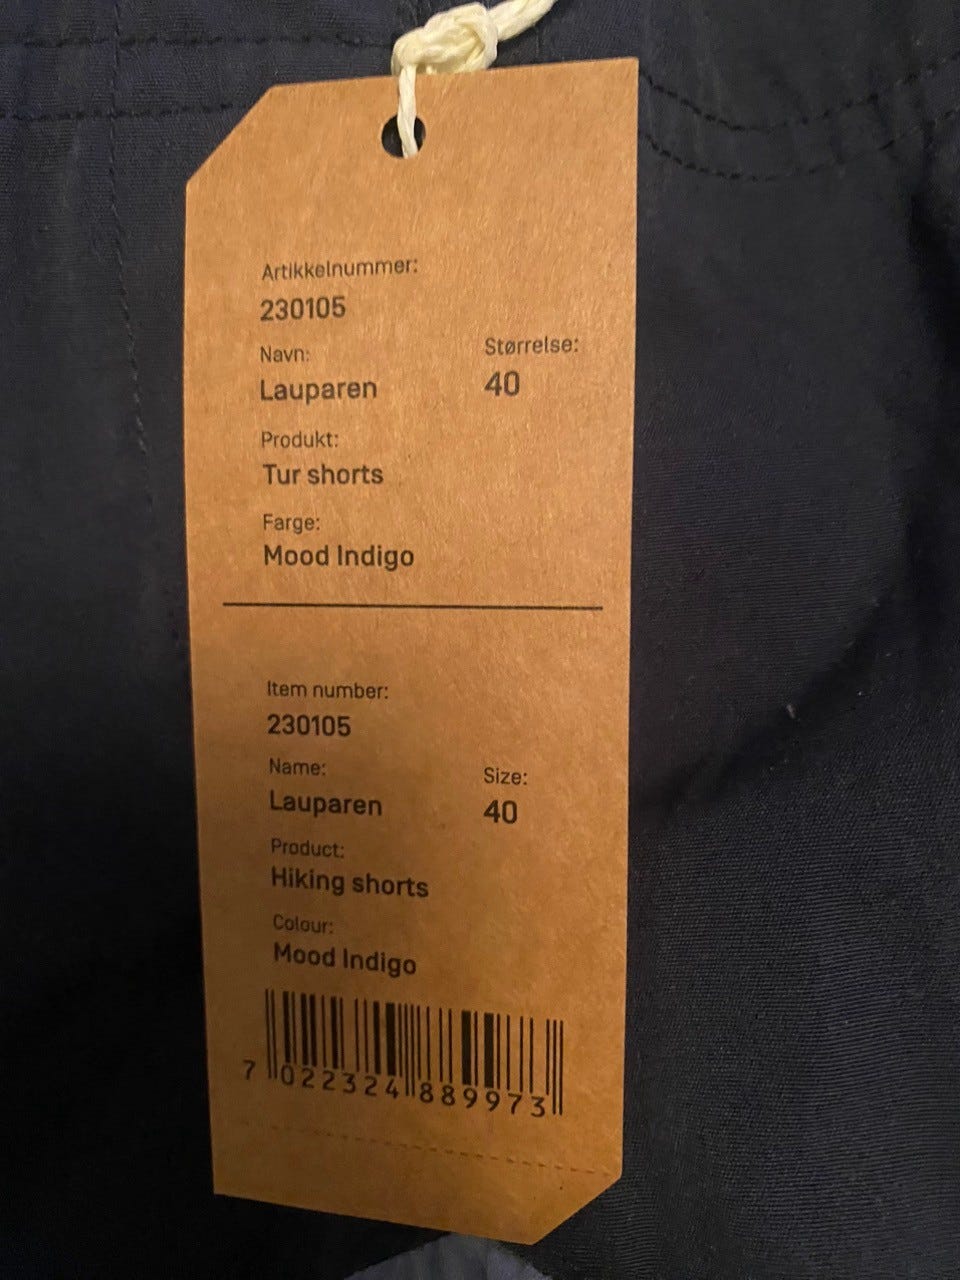 Artikkelnummer:
230105
Navn:
Lauparen
Størrelse:
40
Produkt:
Tur shorts
Farge:
Mood Indigo
Item number:
230105
Name:
Lauparen
Size:
40
Product:
Hiking shorts
Colour:
Mood Indigo
7 022324 889973